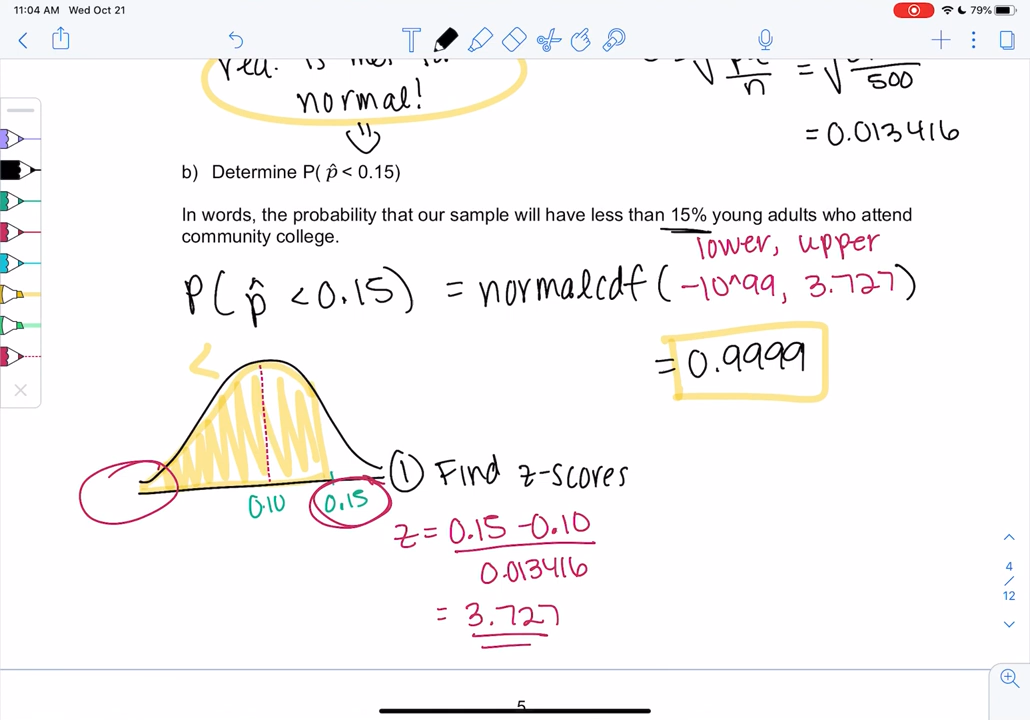 11:04 AM Wed Oct 21
79%
T
normal!
n
=
500
= 0.013416
b) Determine P( p̂ < 0.15)
In words, the probability that our sample will have less than 15% young adults who attend
community college.
lower, upper
P( p̂ < 0.15) = normalcdf ( -10^99, 3.727)
= 0.9999
<
0.10
0.15
① Find z-scores
z = 0.15 - 0.10
0.013416
= 3.727
4
/
12
5